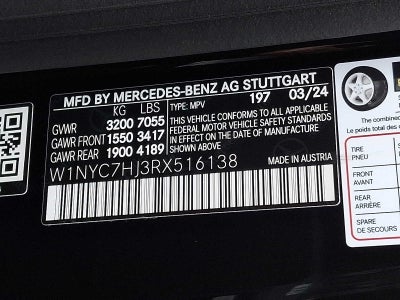 MFD BY MERCEDES-BENZ AG STUTTGART
KG LBS TYPE: MPV 197 03/24
GVWR 3200 7055
GAWR FRONT 1550 3417
GAWR REAR 1900 4189
THIS VEHICLE CONFORMS TO ALL APPLICABLE
FEDERAL MOTOR VEHICLE SAFETY STANDARDS
IN EFFECT ON THE DATE OF MANUFACTURE
SHOWN ABOVE.
W1NYC7HJ3RX516138
MADE IN AUSTRIA
The combined
Le poids total des
TIRE
PNEU
FRONT
AVANT
REAR
ARRIÈRE
SPARE
DE SECOURS